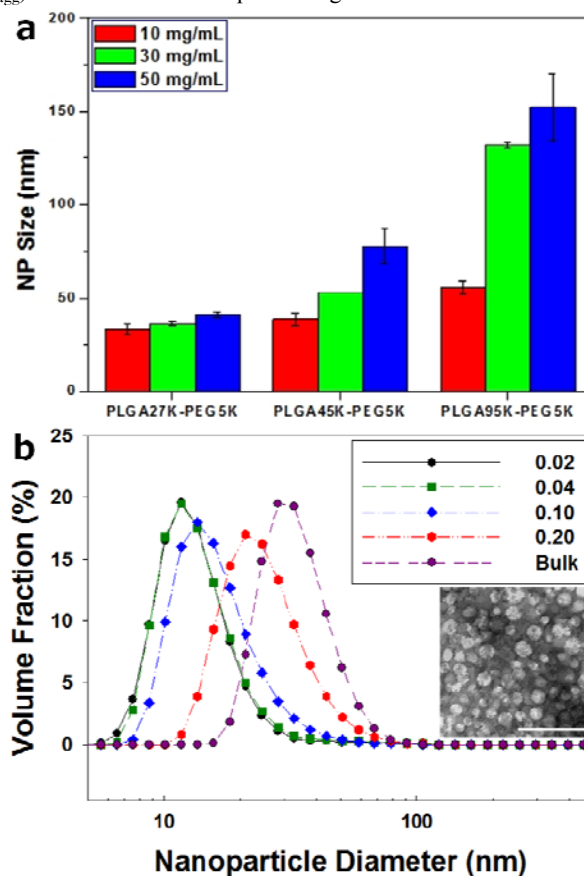 agg)
a
10 mg/mL
30 mg/mL
50 mg/mL
200
150
100
50
0
NP Size (nm)
PLGA27K-PEG5K PLGA45K-PEG5K PLGA95K-PEG5K
b
25
20
15
10
5
0
Volume Fraction (%)
0.02
0.04
0.10
0.20
Bulk
10 100
Nanoparticle Diameter (nm)